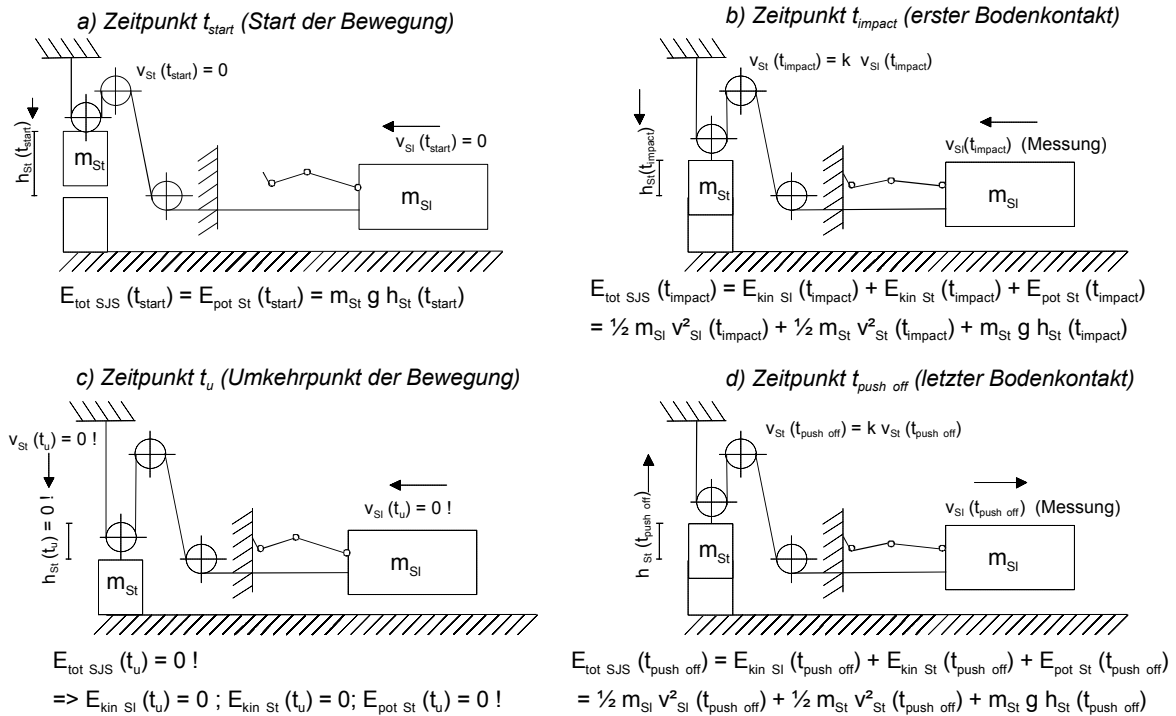 a) Zeitpunkt t_start (Start der Bewegung)
v_St (t_start) = 0
h_St (t_start)
m_St
v_Sl (t_start) = 0
m_Sl
E_tot SJS (t_start) = E_pot St (t_start) = m_St g h_St (t_start)
b) Zeitpunkt t_impact (erster Bodenkontakt)
v_St (t_impact) = k v_Sl (t_impact)
h_St(t_impact)
m_St
v_Sl(t_impact) (Messung)
m_Sl
E_tot SJS (t_impact) = E_kin Sl (t_impact) + E_kin St (t_impact) + E_pot St (t_impact)
= ½ m_Sl v²_Sl (t_impact) + ½ m_St v²_St (t_impact) + m_St g h_St (t_impact)
c) Zeitpunkt t_u (Umkehrpunkt der Bewegung)
v_St (t_u) = 0 !
h_St(t_u) = 0 !
m_St
v_Sl (t_u) = 0 !
m_Sl
E_tot SJS (t_u) = 0 !
=> E_kin Sl (t_u) = 0 ; E_kin St (t_u) = 0; E_pot St (t_u) = 0 !
d) Zeitpunkt t_push off (letzter Bodenkontakt)
v_St (t_push off) = k v_St (t_push off)
h_St (t_push off)
m_St
v_Sl (t_push off) (Messung)
m_Sl
E_tot SJS (t_push off) = E_kin Sl (t_push off) + E_kin St (t_push off) + E_pot St (t_push off)
= ½ m_Sl v²_Sl (t_push off) + ½ m_St v²_St (t_push off) + m_St g h_St (t_push off)